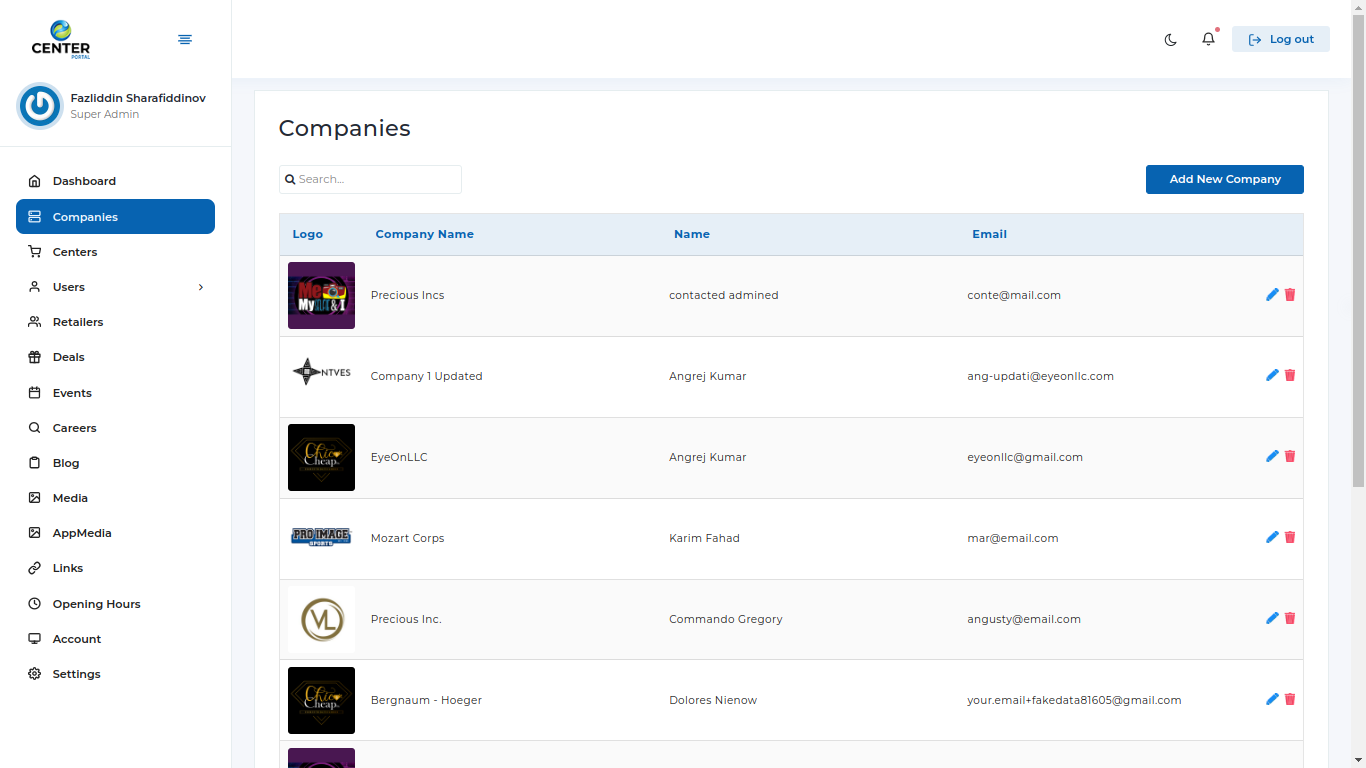 CENTER
PORTAL
Log out
Fazliddin Sharafiddinov
Super Admin
Dashboard
Companies
Centers
Users
Retailers
Deals
Events
Careers
Blog
Media
AppMedia
Links
Opening Hours
Account
Settings
Companies
Search...
Add New Company
Logo Company Name Name Email
Me
My & I
Precious Incs contacted admined conte@mail.com
NTVES
Company 1 Updated Angrej Kumar ang-updati@eyeonllc.com
Chic
Cheap
EyeOnLLC Angrej Kumar eyeonllc@gmail.com
PRO IMAGE
SPORTS
Mozart Corps Karim Fahad mar@email.com
VL
Precious Inc. Commando Gregory angusty@email.com
Chic
Cheap
Bergnaum - Hoeger Dolores Nienow your.email+fakedata81605@gmail.com